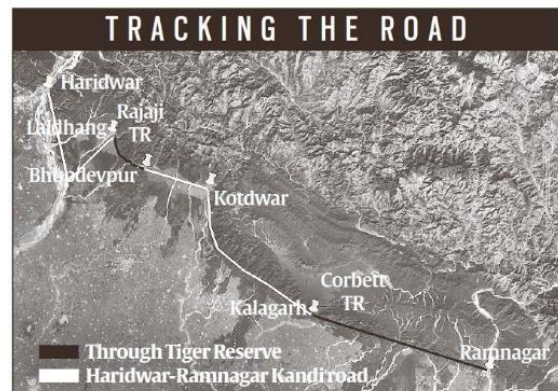 TRACKING THE ROAD
Haridwar
Rajaji
TR
Laldhang
Bhupdevpur
Kotdwar
Corbett
TR
Kalagarh
Ramnagar
Through Tiger Reserve
Haridwar-Ramnagar Kandi road